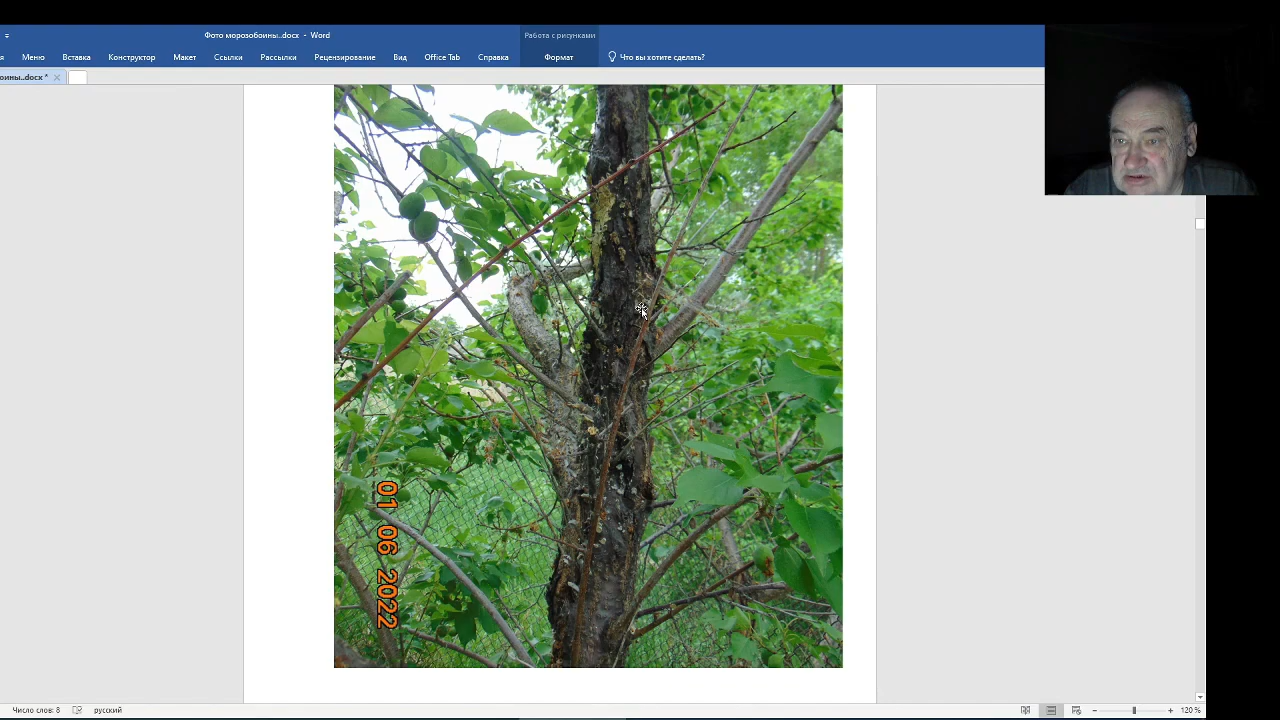 Фото морозобоины..docx - Word
Работа с рисунками
я Меню Вставка Конструктор Макет Ссылки Рассылки Рецензирование Вид Office Tab Справка Формат Что вы хотите сделать?
оины..docx *
01 06 2022
Число слов: 8 русский 120 %